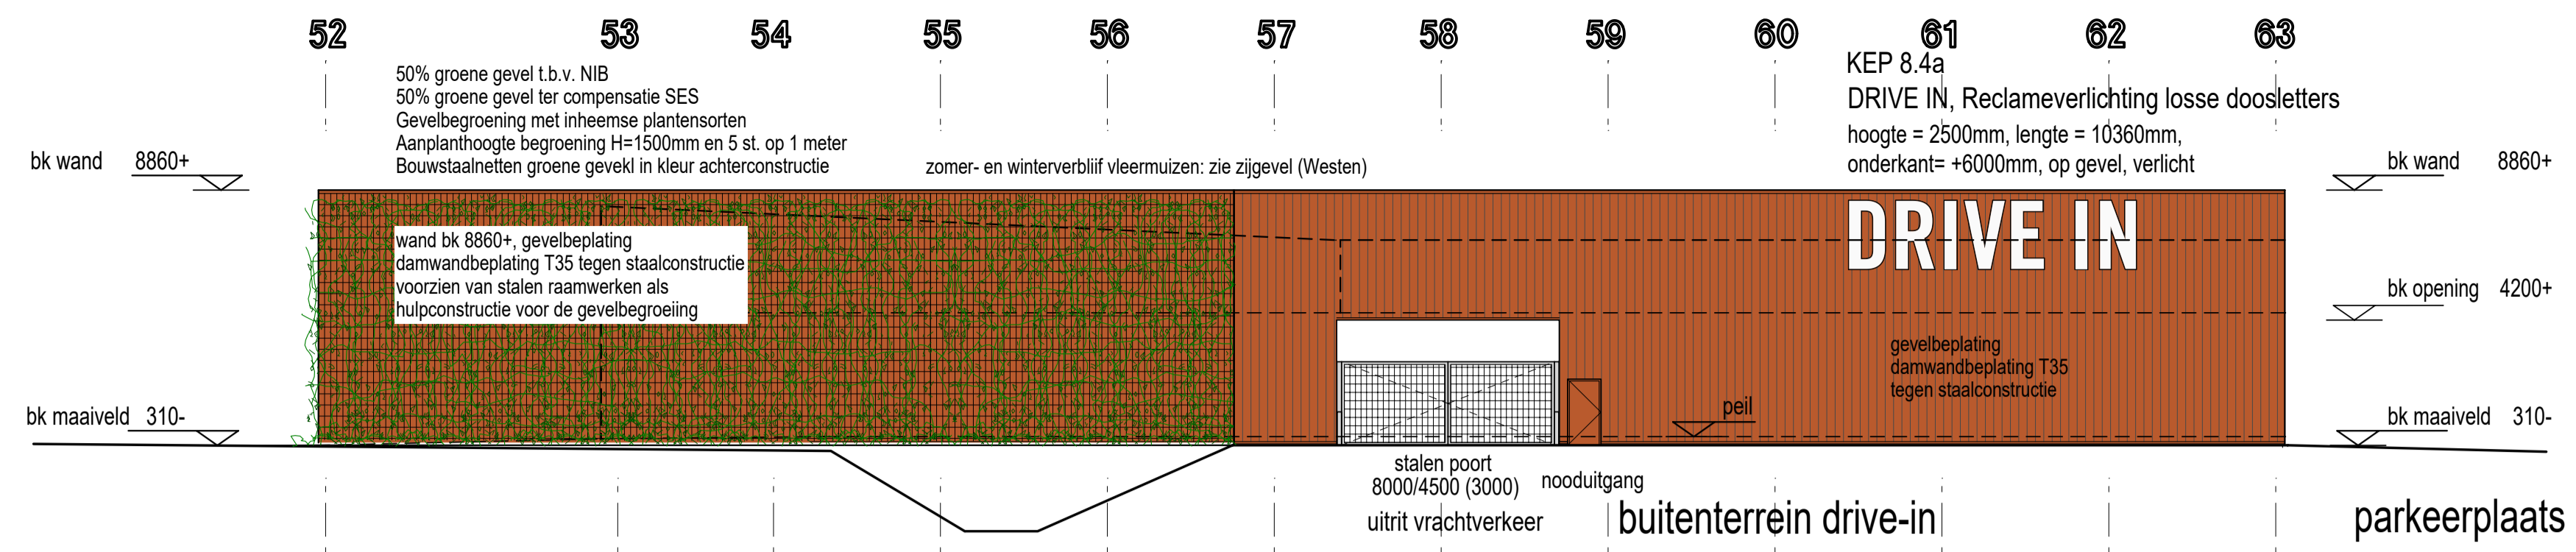 52 53 54 55 56 57 58 59 60 61 62 63
50% groene gevel t.b.v. NIB
50% groene gevel ter compensatie SES
Gevelbegroening met inheemse plantensorten
Aanplanthoogte begroening H=1500mm en 5 st. op 1 meter
Bouwstaalnetten groene gevekl in kleur achterconstructie
zomer- en winterverbliif vleermuizen: zie zijgevel (Westen)
KEP 8.4a
DRIVE IN, Reclameverlichting losse doosletters
hoogte = 2500mm, lengte = 10360mm,
onderkant= +6000mm, op gevel, verlicht
bk wand 8860+
bk wand 8860+
wand bk 8860+, gevelbeplating
damwandbeplating T35 tegen staalconstructie
voorzien van stalen raamwerken als
hulpconstructie voor de gevelbegroeiing
DRIVE IN
bk opening 4200+
gevelbeplating
damwandbeplating T35
tegen staalconstructie
bk maaiveld 310-
peil
bk maaiveld 310-
stalen poort
8000/4500 (3000)
nooduitgang
uitrit vrachtverkeer
buitenterrein drive-in
parkeerplaats